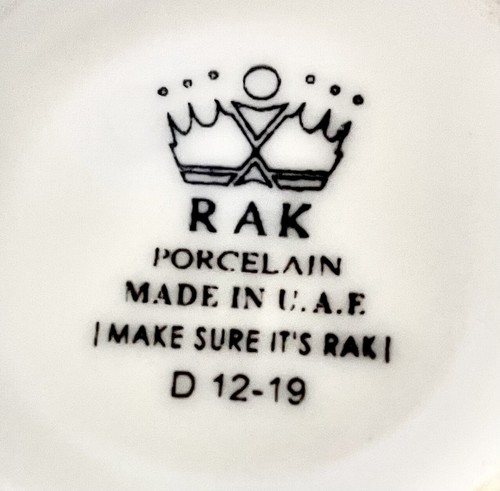 RAK
PORCELAIN
MADE IN U.A.E.
| MAKE SURE IT'S RAK |
D 12-19